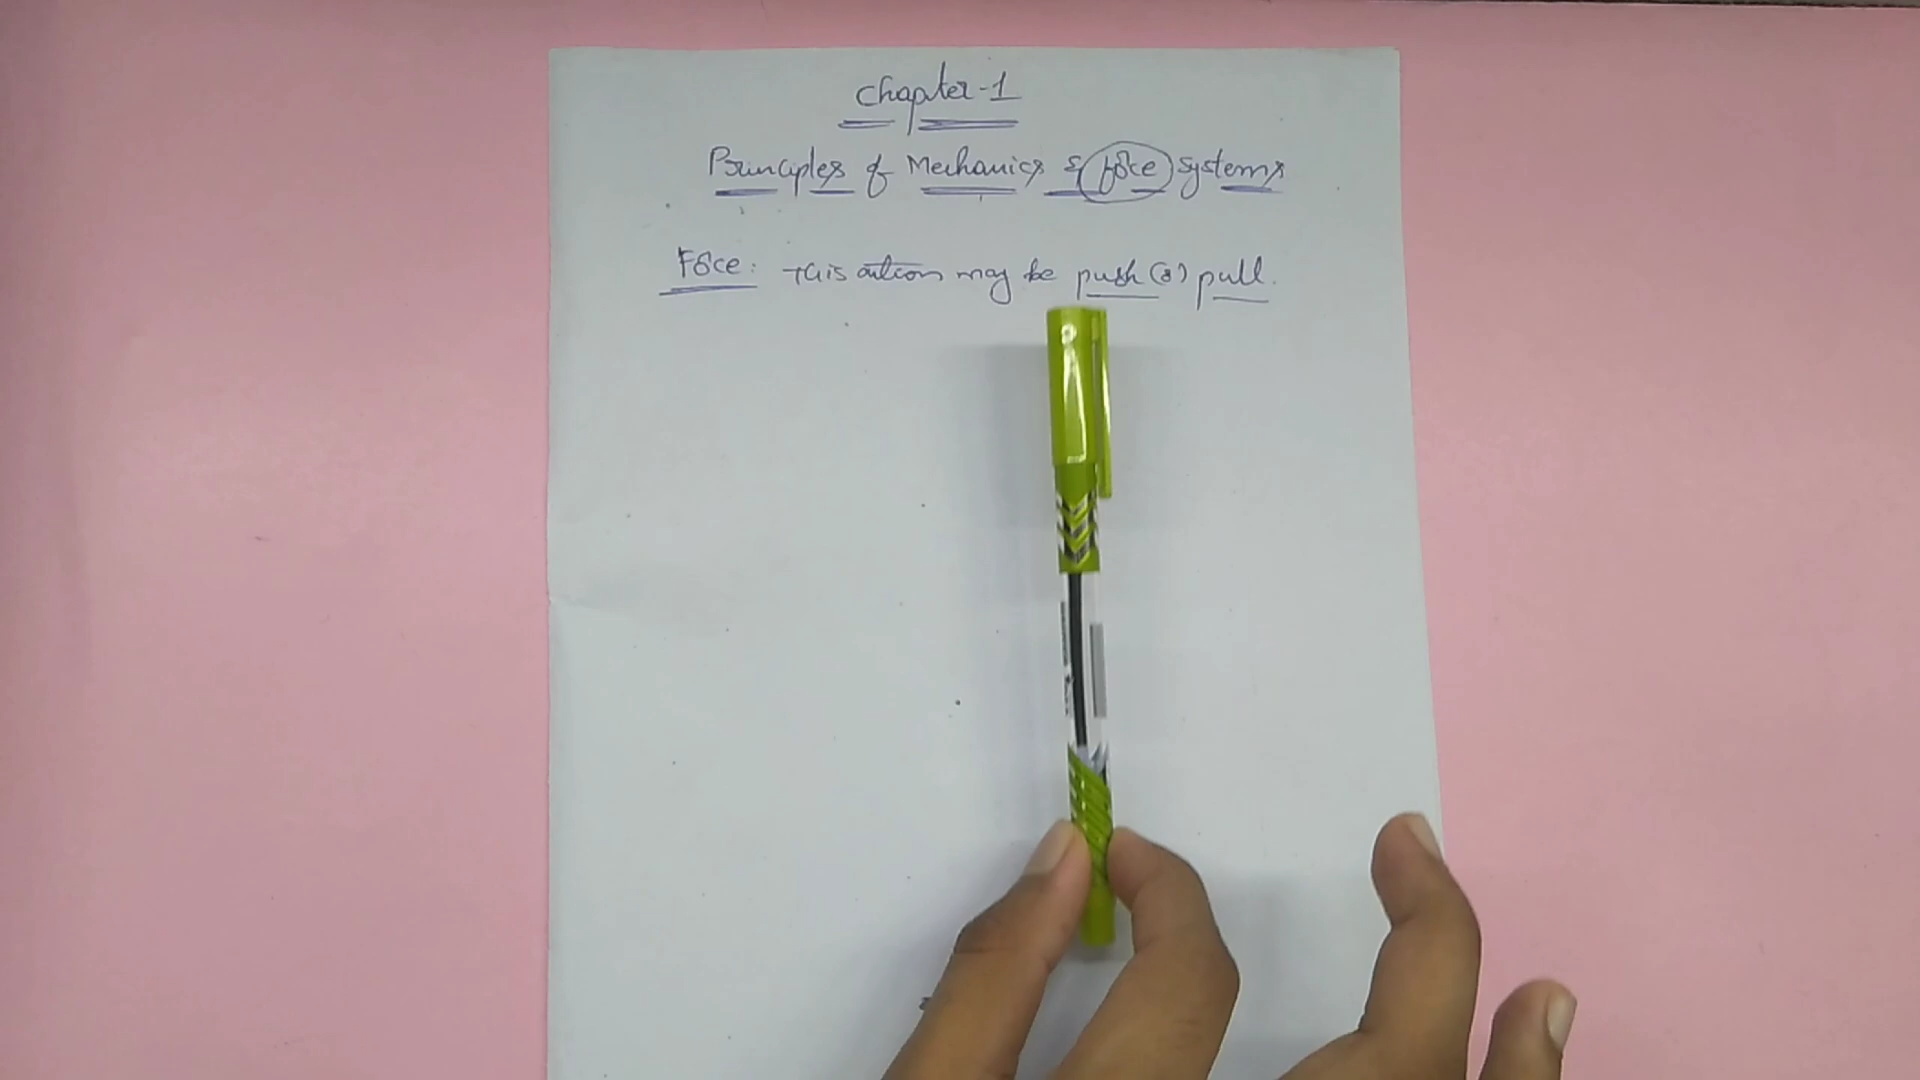 Chapter-1
Principles of Mechanics & force systems
Force: This action may be push (or) pull.